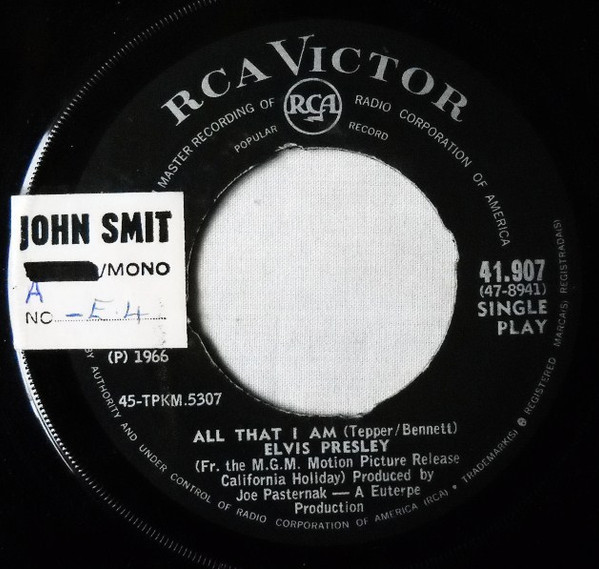 RCA VICTOR
RCA
MASTER RECORDING OF RADIO CORPORATION OF AMERICA
POPULAR RECORD
JOHN SMIT
/MONO
A
NO -E.4
(P) 1966
41.907
(47-8941)
SINGLE
PLAY
45-TPKM.5307
ALL THAT I AM (Tepper/Bennett)
ELVIS PRESLEY
(Fr. the M.G.M. Motion Picture Release
California Holiday) Produced by
Joe Pasternak — A Euterpe
Production
BY AUTHORITY AND UNDER CONTROL OF RADIO CORPORATION OF AMERICA (RCA) • TRADEMARK(S) ® REGISTERED MARCA(S) REGISTRADA(S)